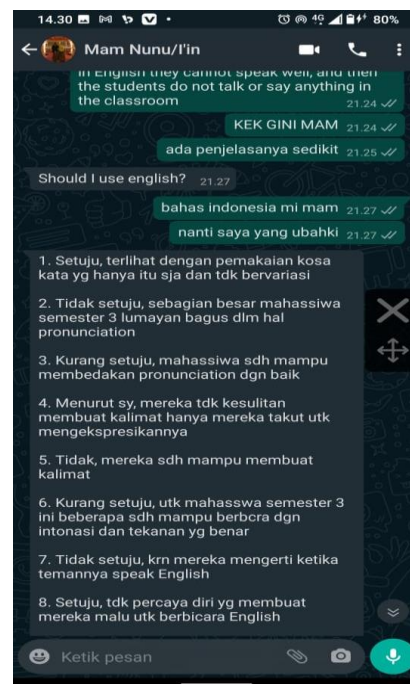 14.30
4G
80%
Mam Nunu/I'in
in English they cannot speak well, and then
the students do not talk or say anything in
the classroom
21.24
KEK GINI MAM 21.24
ada penjelasanya sedikit 21.25
Should I use english? 21.27
bahas indonesia mi mam 21.27
nanti saya yang ubahki 21.27
1. Setuju, terlihat dengan pemakaian kosa
kata yg hanya itu sja dan tdk bervariasi
2. Tidak setuju, sebagian besar mahassiwa
semester 3 lumayan bagus dlm hal
pronunciation
3. Kurang setuju, mahassiwa sdh mampu
membedakan pronunciation dgn baik
4. Menurut sy, mereka tdk kesulitan
membuat kalimat hanya mereka takut utk
mengekspresikannya
5. Tidak, mereka sdh mampu membuat
kalimat
6. Kurang setuju, utk mahasswa semester 3
ini beberapa sdh mampu berbcra dgn
intonasi dan tekanan yg benar
7. Tidak setuju, krn mereka mengerti ketika
temannya speak English
8. Setuju, tdk percaya diri yg membuat
mereka malu utk berbicara English
Ketik pesan